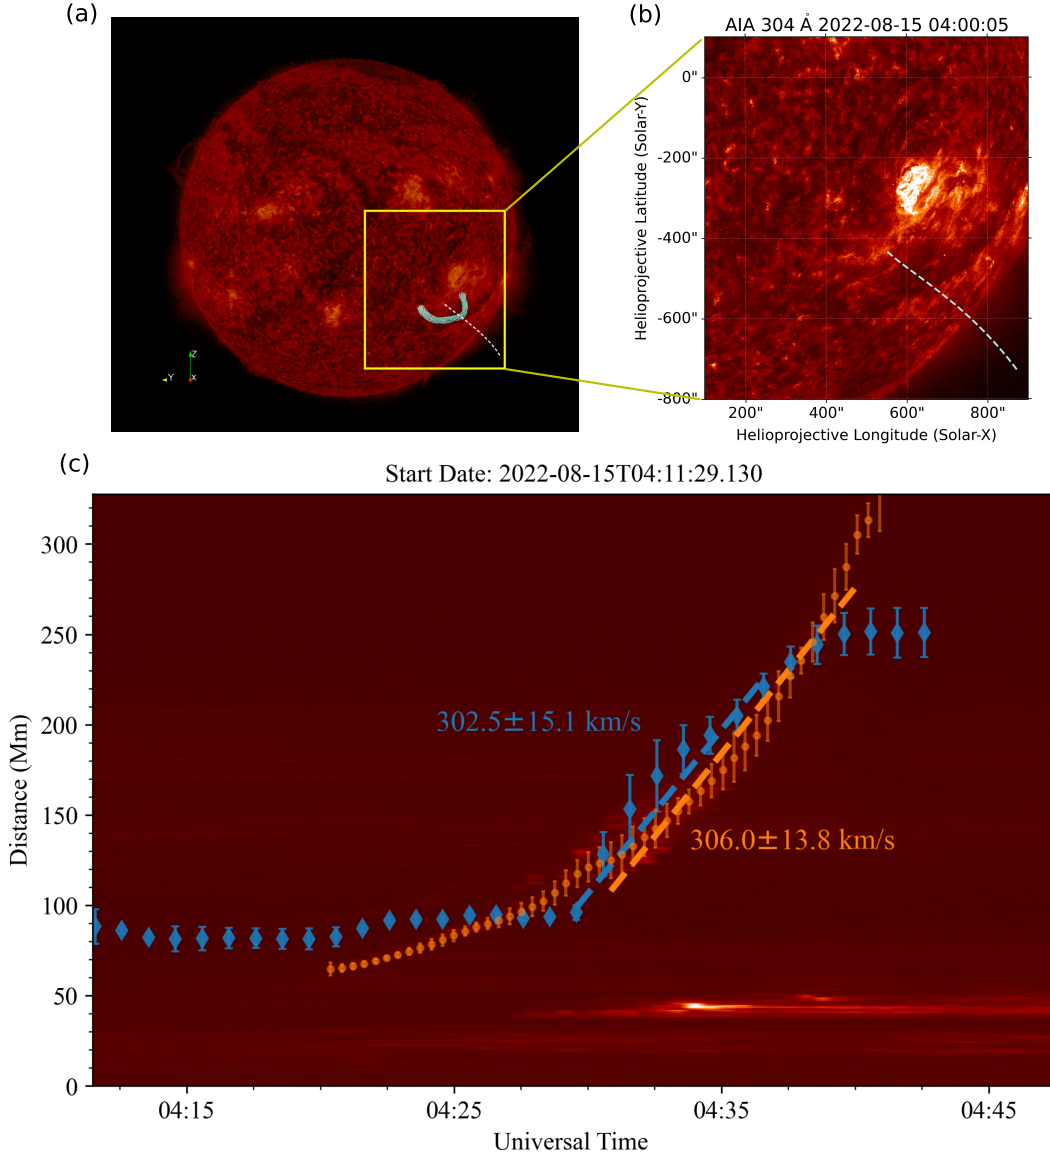 (a)
Z
Y
X
(b)
AIA 304 Å 2022-08-15 04:00:05
0"
-200"
-400"
-600"
-800"
Helioprojective Latitude (Solar-Y)
200"
400"
600"
800"
Helioprojective Longitude (Solar-X)
(c)
Start Date: 2022-08-15T04:11:29.130
300
250
200
150
100
50
0
Distance (Mm)
302.5±15.1 km/s
306.0±13.8 km/s
04:15
04:25
04:35
04:45
Universal Time